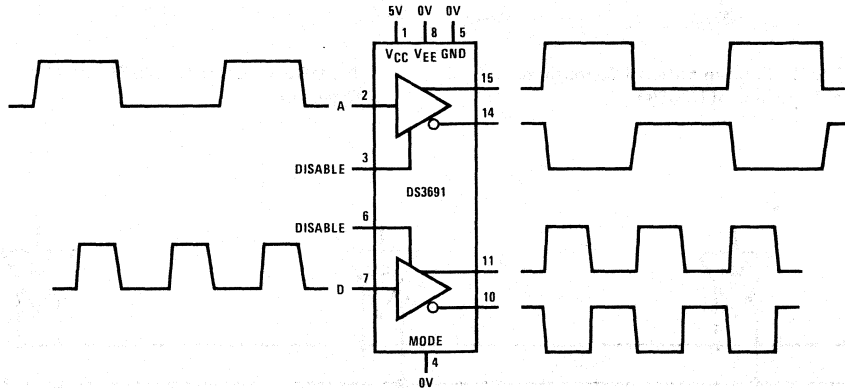 5V 0V 0V
1 8 5
VCC VEE GND
A 2 15
14
DISABLE 3
DS3691
DISABLE 6
D 7 11
10
MODE
4
0V